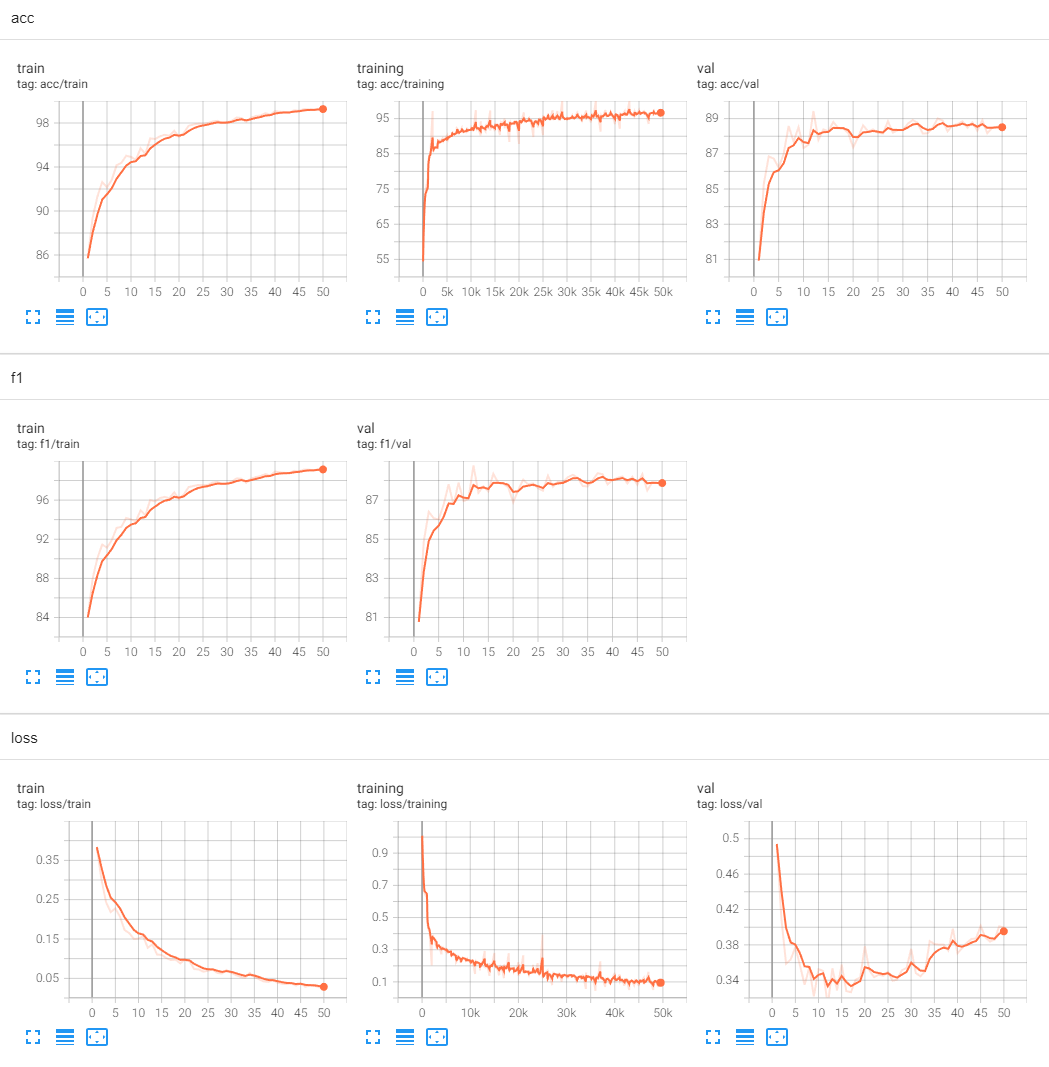 acc
train
tag: acc/train
98
94
90
86
0 5 10 15 20 25 30 35 40 45 50
training
tag: acc/training
95
85
75
65
55
0 5k 10k 15k 20k 25k 30k 35k 40k 45k 50k
val
tag: acc/val
89
87
85
83
81
0 5 10 15 20 25 30 35 40 45 50
f1
train
tag: f1/train
96
92
88
84
0 5 10 15 20 25 30 35 40 45 50
val
tag: f1/val
87
85
83
81
0 5 10 15 20 25 30 35 40 45 50
loss
train
tag: loss/train
0.35
0.25
0.15
0.05
0 5 10 15 20 25 30 35 40 45 50
training
tag: loss/training
0.9
0.7
0.5
0.3
0.1
0 10k 20k 30k 40k 50k
val
tag: loss/val
0.5
0.46
0.42
0.38
0.34
0 5 10 15 20 25 30 35 40 45 50